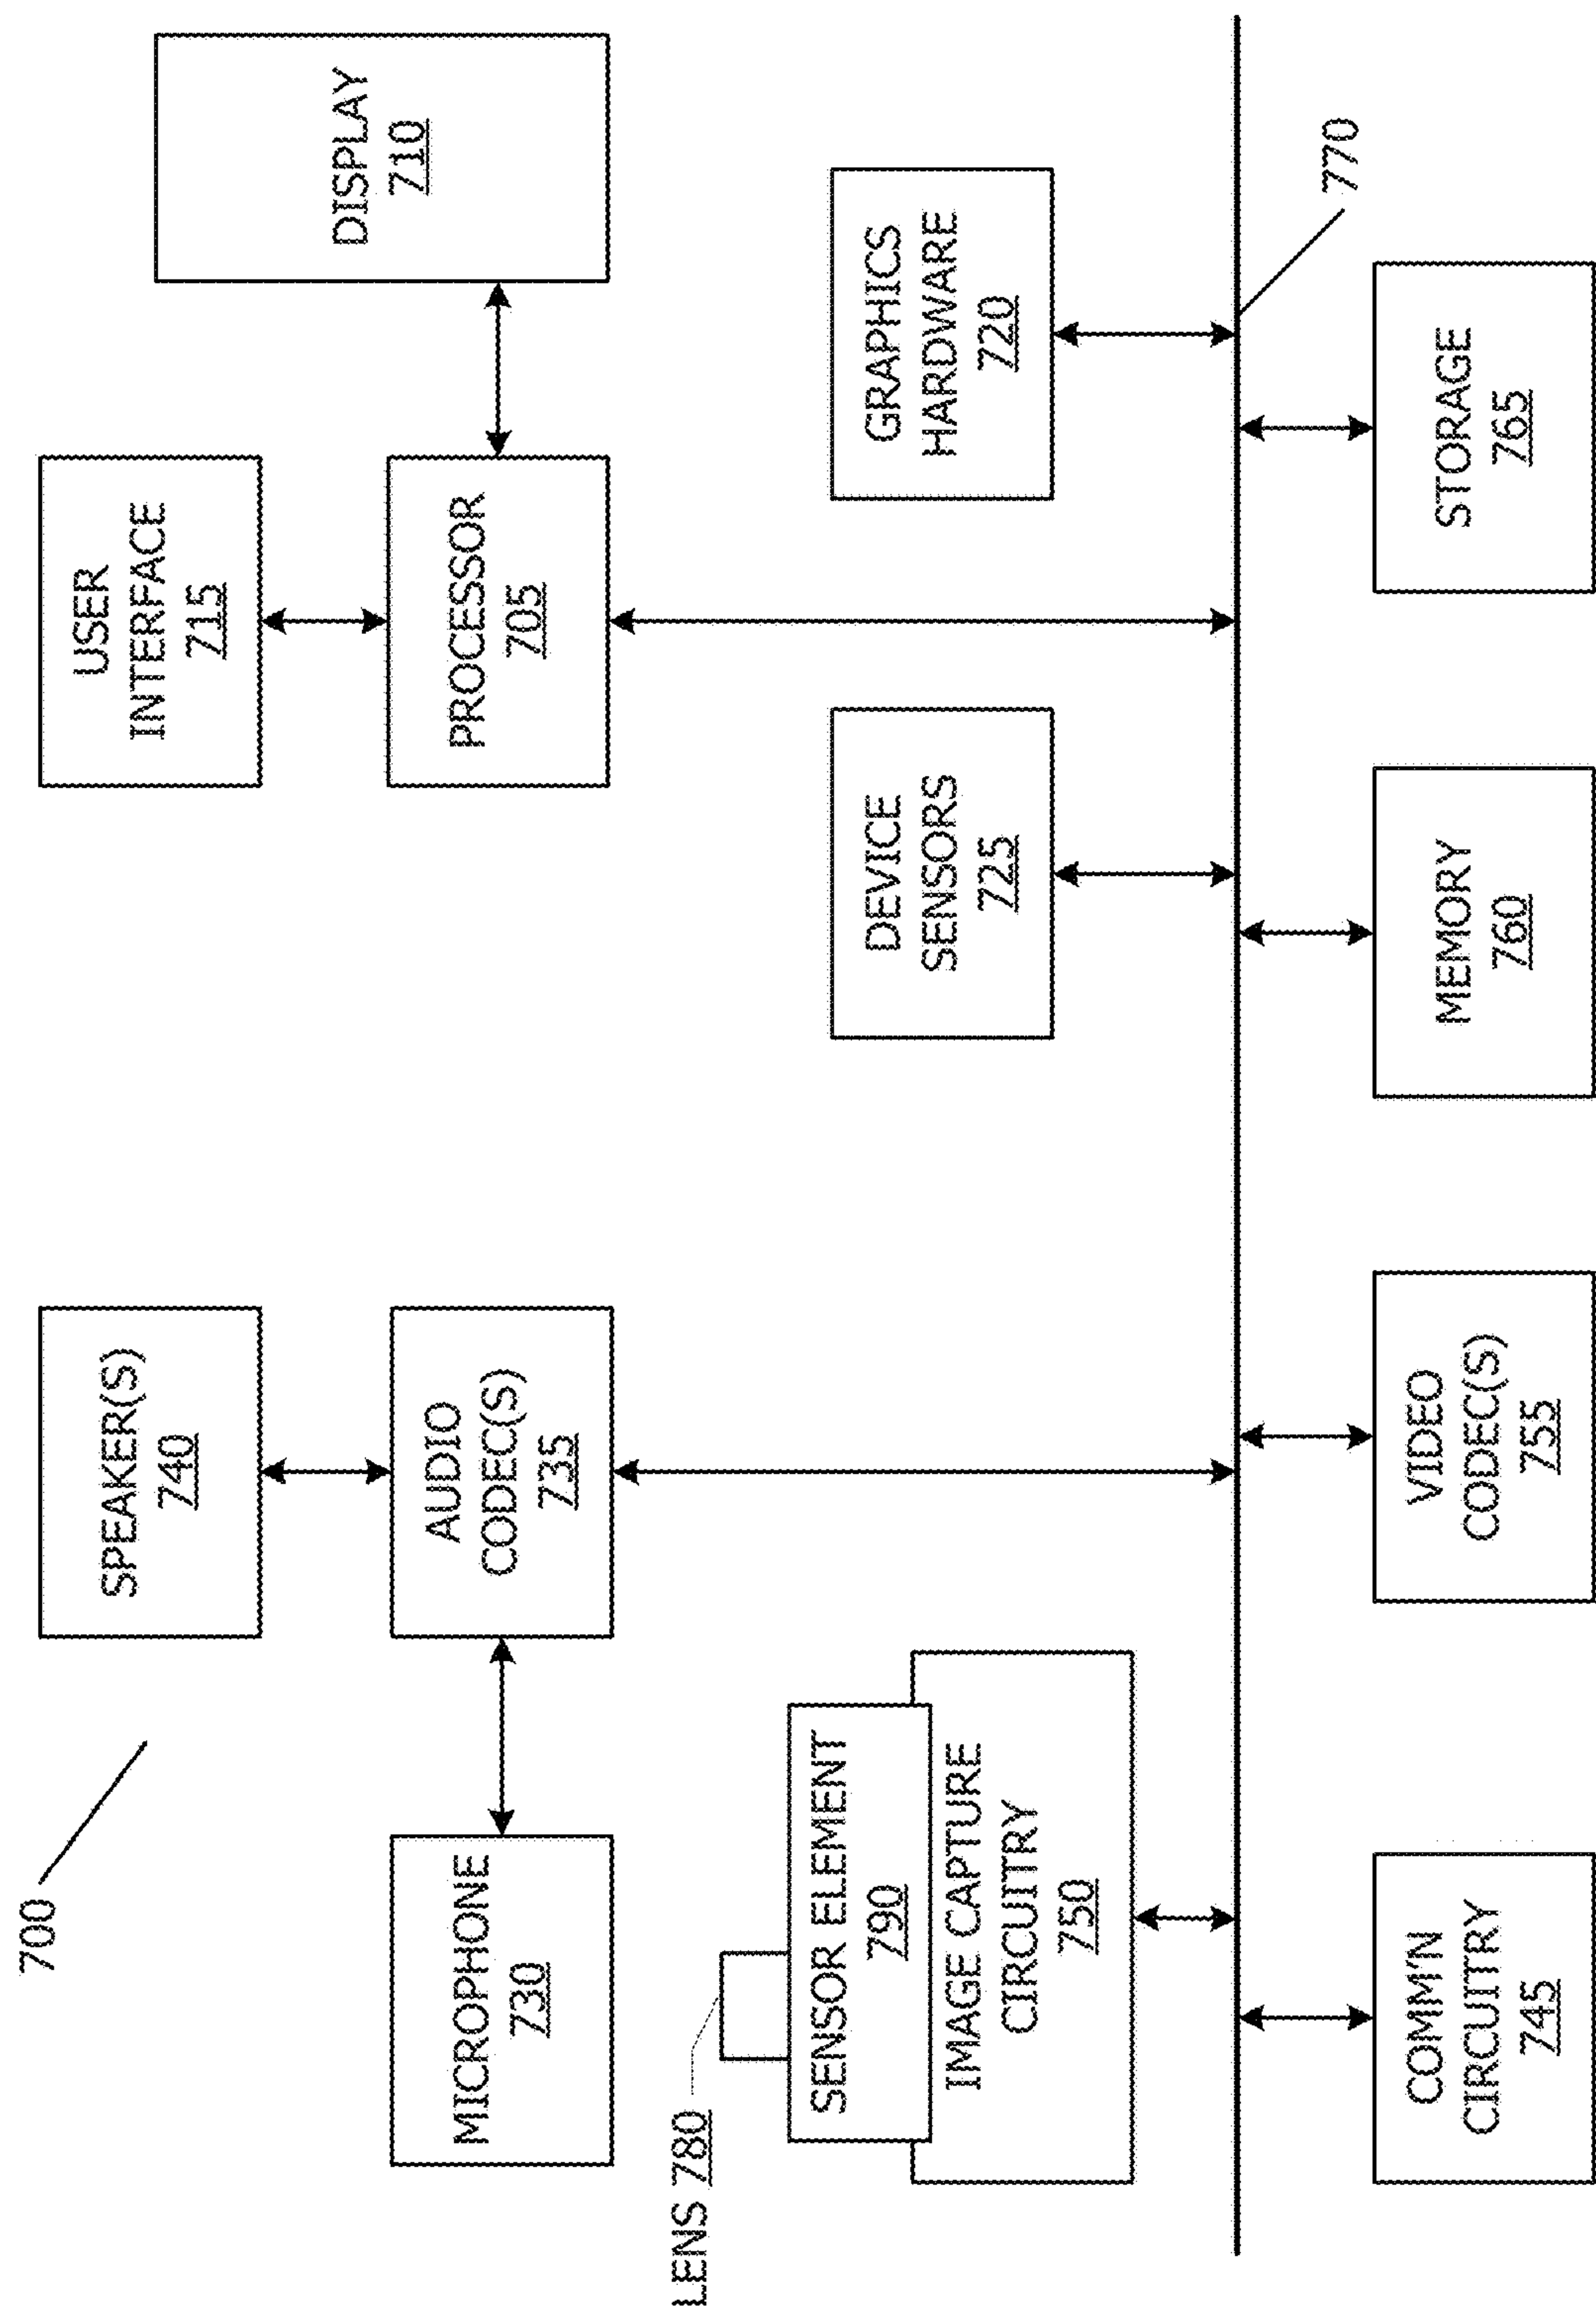 700
SPEAKER(S)
740
USER
INTERFACE
715
DISPLAY
710
MICROPHONE
730
AUDIO
CODEC(S)
735
PROCESSOR
705
LENS 780
SENSOR ELEMENT
790
IMAGE CAPTURE
CIRCUITRY
750
DEVICE
SENSORS
725
GRAPHICS
HARDWARE
720
770
COMM'N
CIRCUITRY
745
VIDEO
CODEC(S)
755
MEMORY
760
STORAGE
765